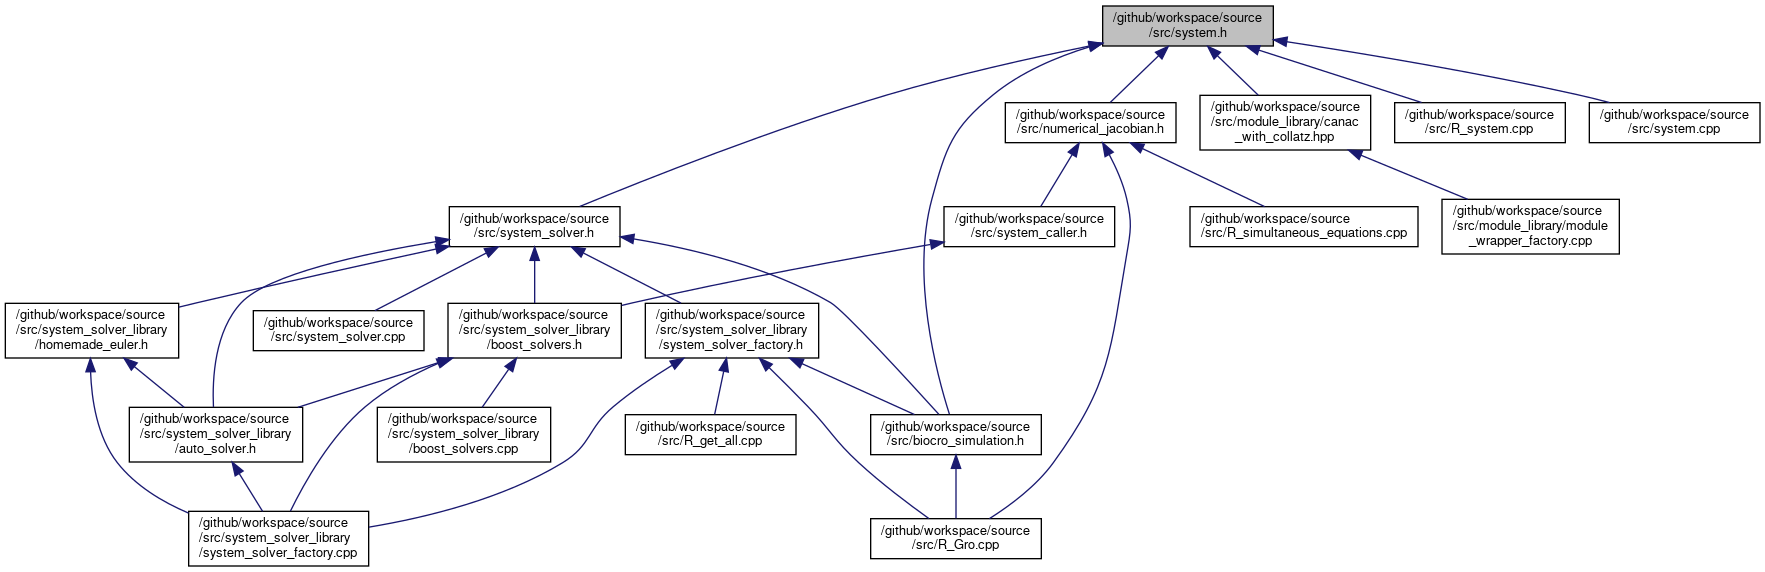 /github/workspace/source
/src/system.h
/github/workspace/source
/src/numerical_jacobian.h
/github/workspace/source
/src/module_library/canac
_with_collatz.hpp
/github/workspace/source
/src/R_system.cpp
/github/workspace/source
/src/system.cpp
/github/workspace/source
/src/system_solver.h
/github/workspace/source
/src/system_caller.h
/github/workspace/source
/src/R_simultaneous_equations.cpp
/github/workspace/source
/src/module_library/module
_wrapper_factory.cpp
/github/workspace/source
/src/system_solver_library
/homemade_euler.h
/github/workspace/source
/src/system_solver.cpp
/github/workspace/source
/src/system_solver_library
/boost_solvers.h
/github/workspace/source
/src/system_solver_library
/system_solver_factory.h
/github/workspace/source
/src/system_solver_library
/auto_solver.h
/github/workspace/source
/src/system_solver_library
/boost_solvers.cpp
/github/workspace/source
/src/R_get_all.cpp
/github/workspace/source
/src/biocro_simulation.h
/github/workspace/source
/src/system_solver_library
/system_solver_factory.cpp
/github/workspace/source
/src/R_Gro.cpp